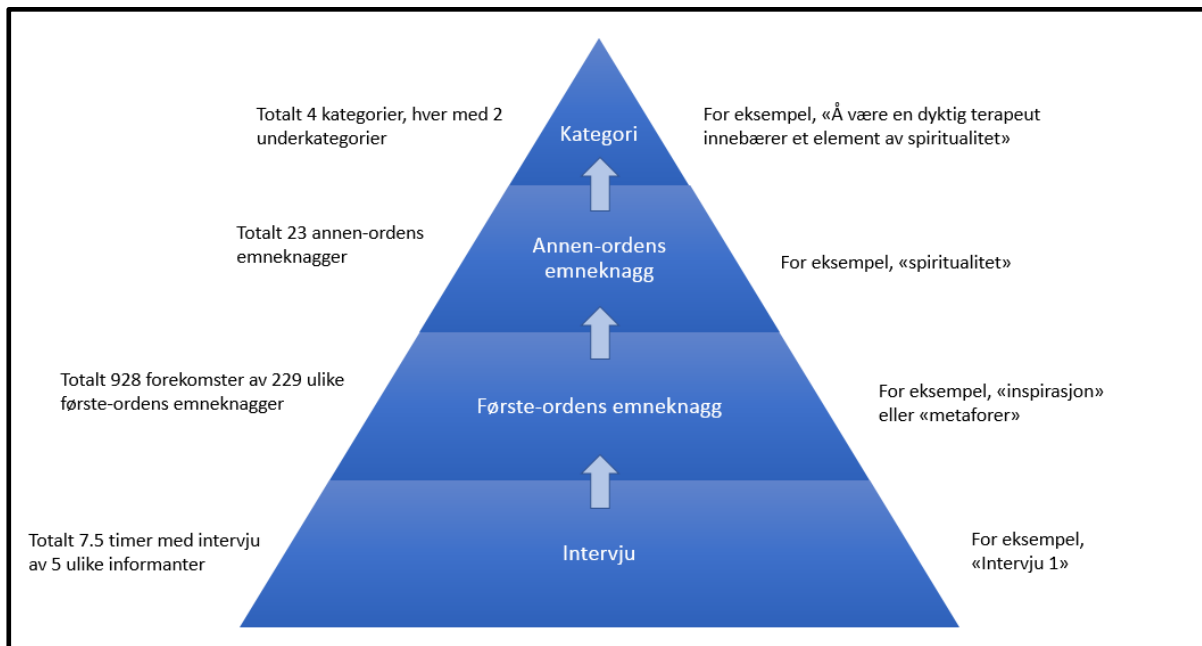 Totalt 4 kategorier, hver med 2
underkategorier
Kategori
For eksempel, «Å være en dyktig terapeut
innebærer et element av spiritualitet»
Totalt 23 annen-ordens
emneknagger
Annen-ordens
emneknagg
For eksempel, «spiritualitet»
Totalt 928 forekomster av 229 ulike
første-ordens emneknagger
Første-ordens emneknagg
For eksempel, «inspirasjon»
eller «metaforer»
Totalt 7.5 timer med intervju
av 5 ulike informanter
Intervju
For eksempel,
«Intervju 1»